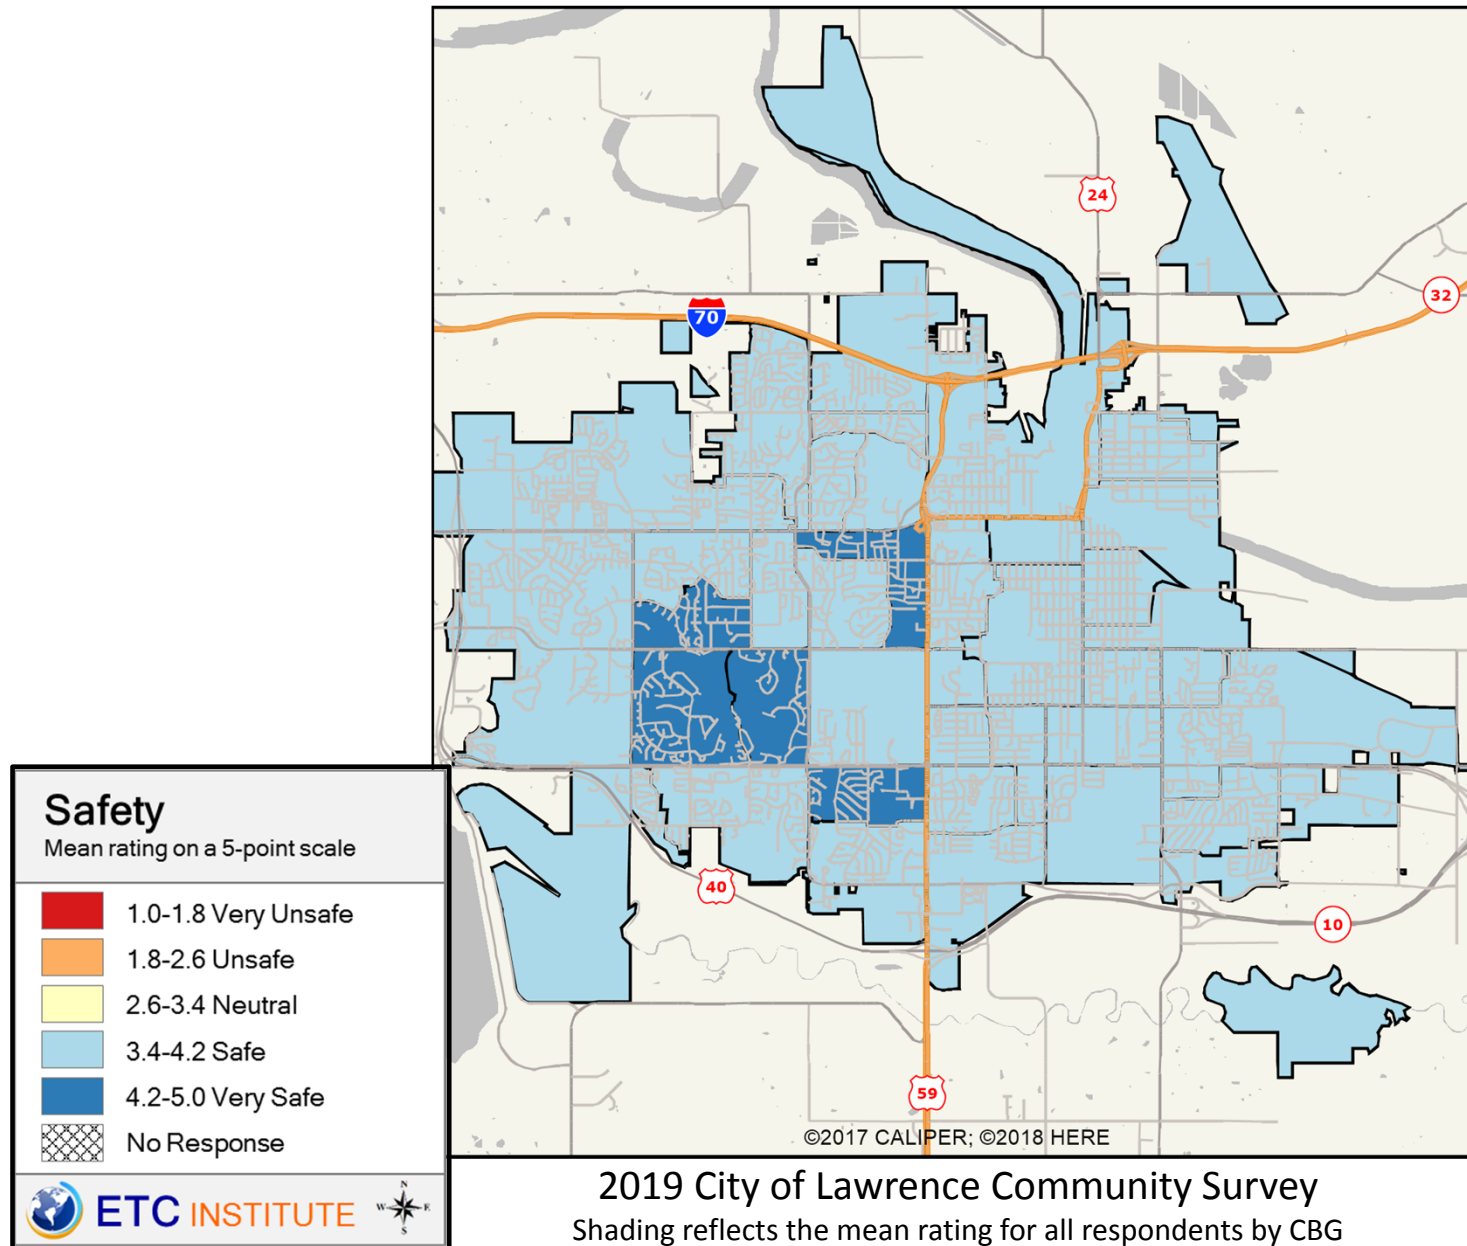 24
32
70
40
10
59
©2017 CALIPER; ©2018 HERE
Safety
Mean rating on a 5-point scale
1.0-1.8 Very Unsafe
1.8-2.6 Unsafe
2.6-3.4 Neutral
3.4-4.2 Safe
4.2-5.0 Very Safe
No Response
ETC INSTITUTE
N
W E
S
2019 City of Lawrence Community Survey
Shading reflects the mean rating for all respondents by CBG